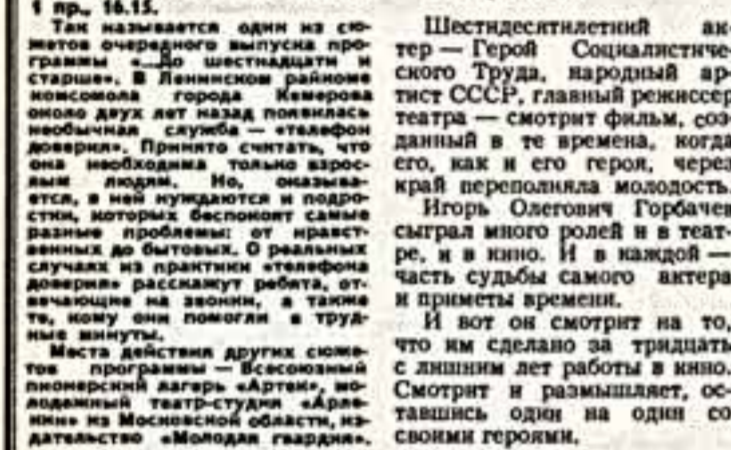 1 пр., 16.15.
Так называется один из сю-
жетов очередного выпуска про-
граммы «...До шестнадцати и
старше». В Ленинском райкоме
комсомола города Кемерова
около двух лет назад появилась
необычная служба — «телефон
доверия». Принято считать, что
она необходима только взрос-
лым людям. Но, оказыва-
ется, в ней нуждаются и подро-
стки, которых беспокоят самые
разные проблемы: от нравст-
венных до бытовых. О реальных
случаях из практики «телефона
доверия» расскажут ребята, от-
вечающие на звонки, а также
те, кому они помогли в труд-
ные минуты.
Места действия других сюже-
тов программы — Всесоюзный
пионерский лагерь «Артек», мо-
лодежный театр-студия «Арле-
кин» из Московской области, из-
дательство «Молодая гвардия».
Шестидесятилетний ак-
тер — Герой Социалистиче-
ского Труда, народный ар-
тист СССР, главный режиссер
театра — смотрит фильм, соз-
данный в те времена, когда
его, как и его героя, через
край переполняла молодость.
Игорь Олегович Горбачев
сыграл много ролей и в теат-
ре, и в кино. И в каждой —
часть судьбы самого актера
и приметы времени.
И вот он смотрит на то,
что им сделано за тридцать
с лишним лет работы в кино.
Смотрит и размышляет, ос-
тавшись один на один со
своими героями.